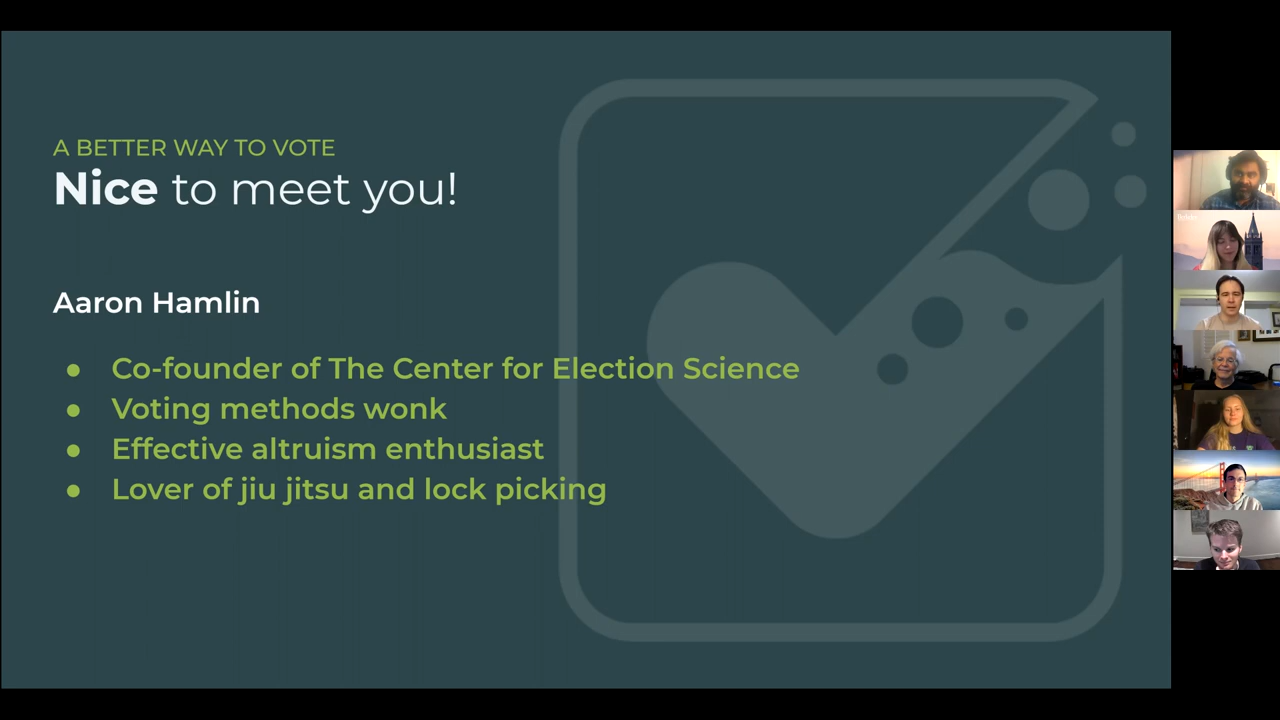 A BETTER WAY TO VOTE
Nice to meet you!
Aaron Hamlin
● Co-founder of The Center for Election Science
● Voting methods wonk
● Effective altruism enthusiast
● Lover of jiu jitsu and lock picking